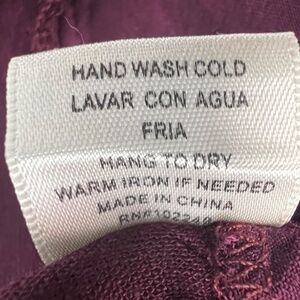 HAND WASH COLD
LAVAR CON AGUA
FRIA
HANG TO DRY
WARM IRON IF NEEDED
MADE IN CHINA